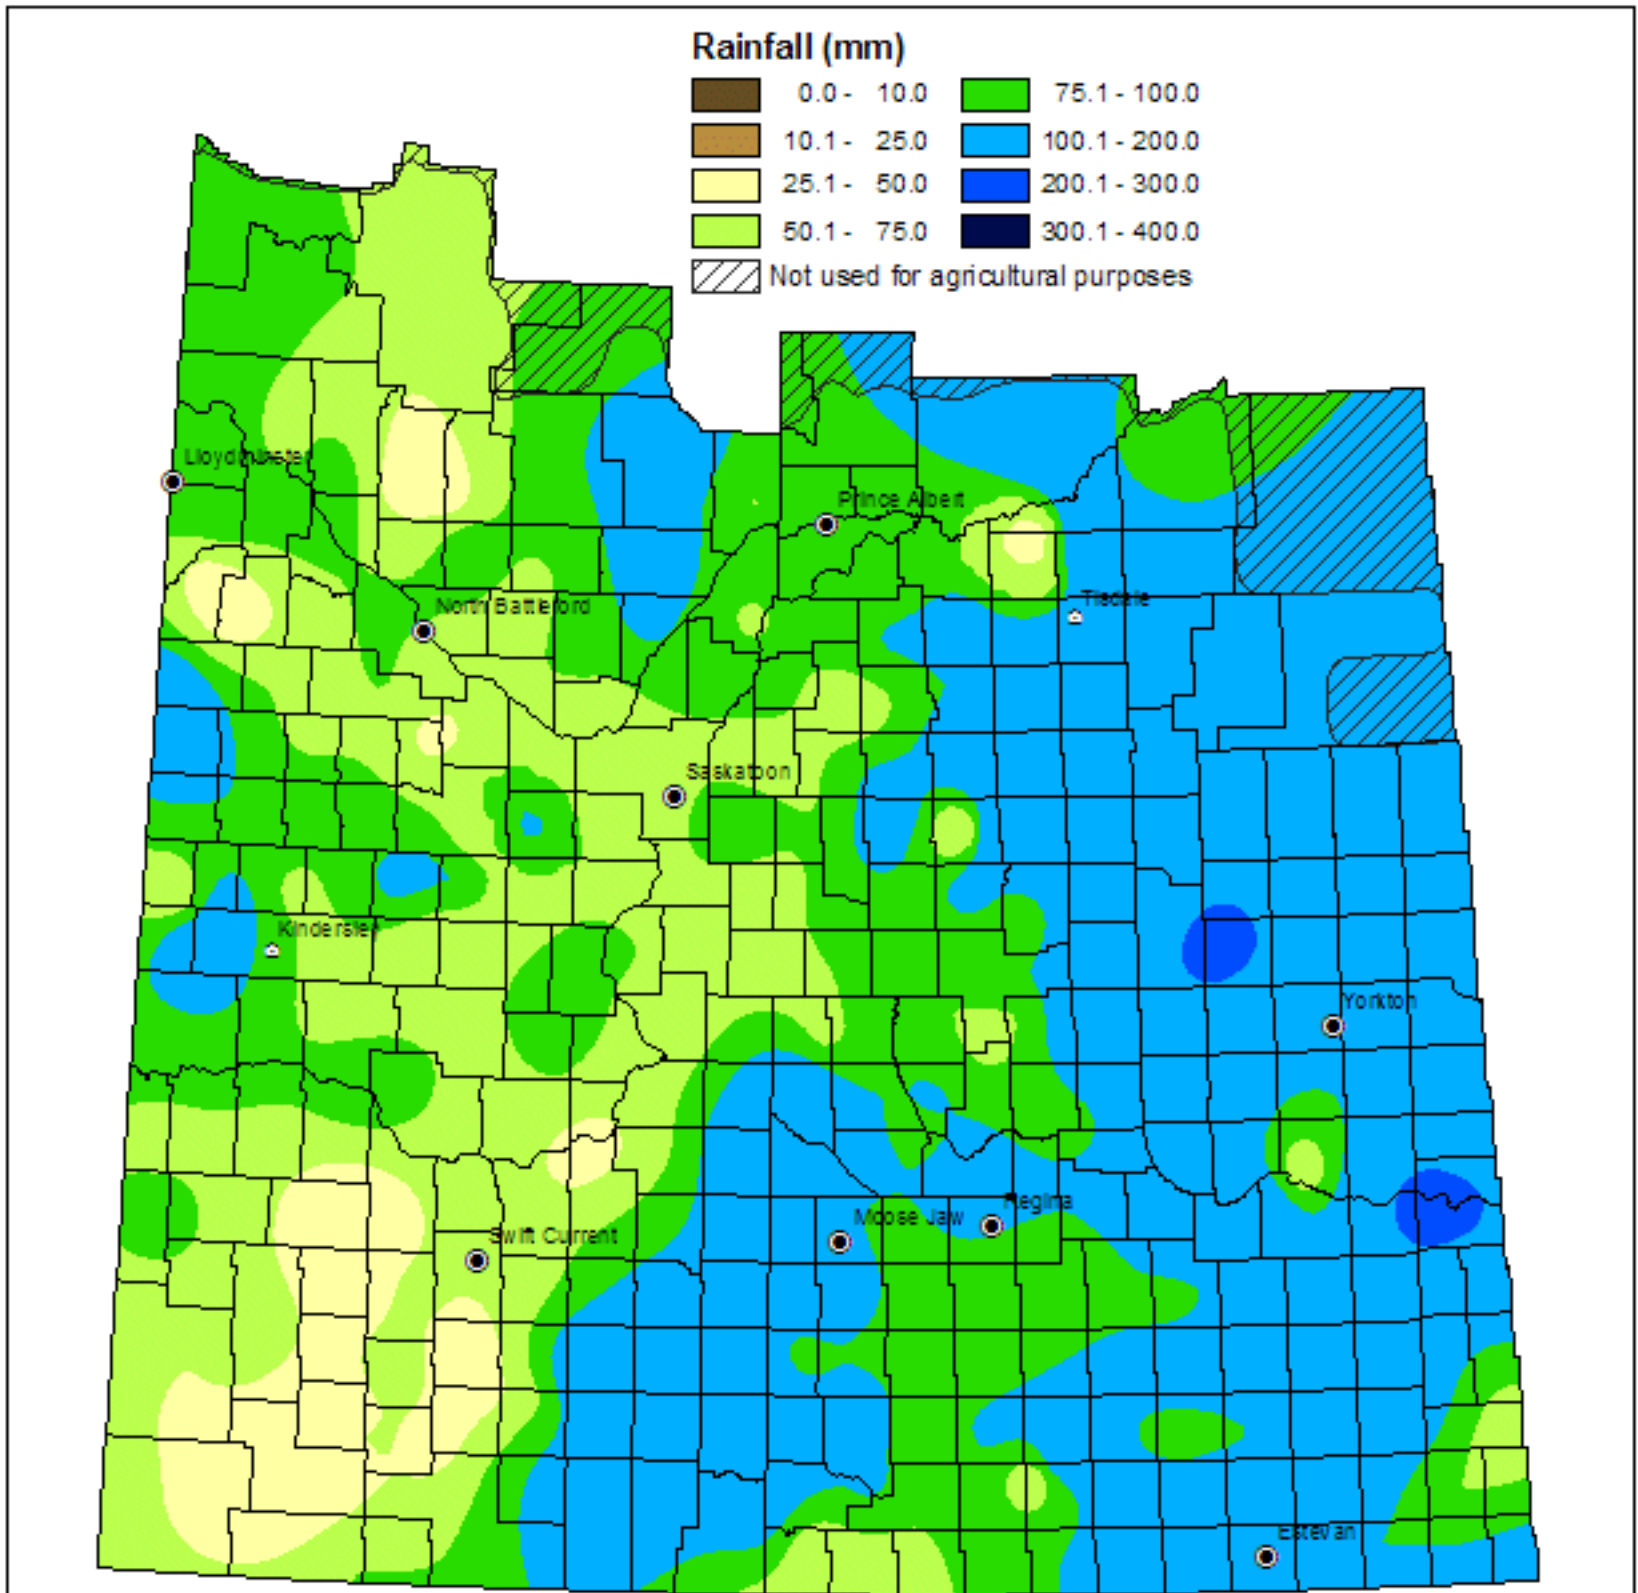 Rainfall (mm)
0.0 - 10.0
75.1 - 100.0
10.1 - 25.0
100.1 - 200.0
25.1 - 50.0
200.1 - 300.0
50.1 - 75.0
300.1 - 400.0
Not used for agricultural purposes
Lloydminster
Prince Albert
North Battleford
Tisdale
Saskatoon
Kindersley
Yorkton
Regina
Moose Jaw
Swift Current
Estevan